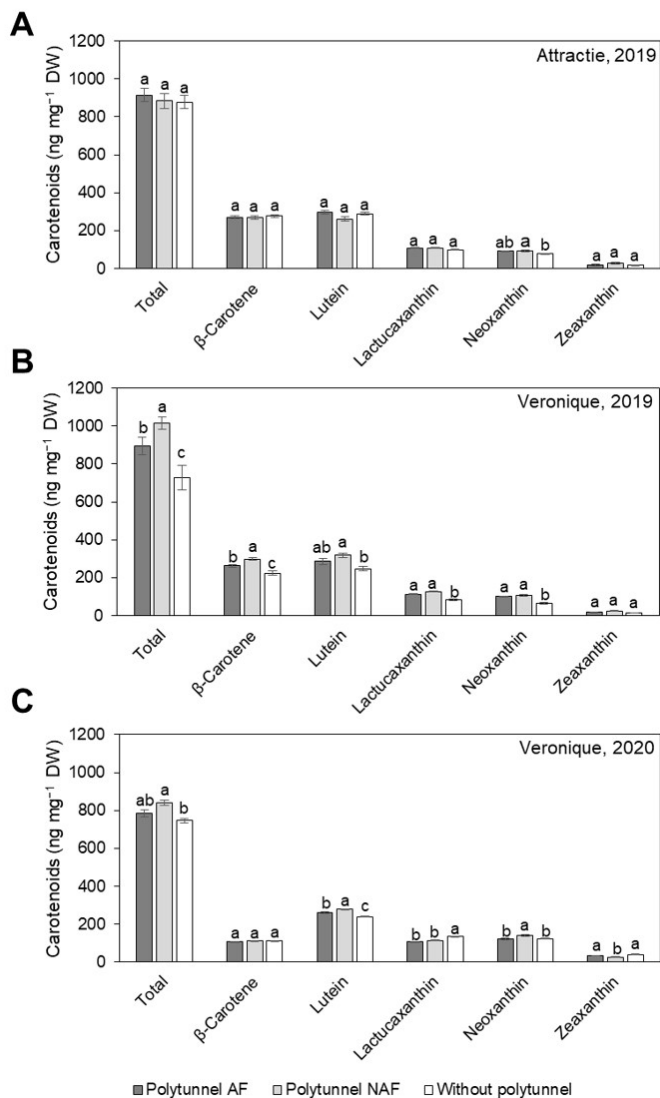 A
1200
Attractie, 2019
1000
a a a
800
600
400
a a a a a a
200
a a a ab a b
a a a
0
Carotenoids (ng mg⁻¹ DW)
Total
β-Carotene
Lutein
Lactucaxanthin
Neoxanthin
Zeaxanthin
B
1200
Veronique, 2019
1000
b a c
800
600
400
b a c ab a b
200
a a b a a b
a a a
0
Carotenoids (ng mg⁻¹ DW)
Total
β-Carotene
Lutein
Lactucaxanthin
Neoxanthin
Zeaxanthin
C
1200
Veronique, 2020
1000
ab a b
800
600
400
b a c
200
a a a b b a b a b
a b a
0
Carotenoids (ng mg⁻¹ DW)
Total
β-Carotene
Lutein
Lactucaxanthin
Neoxanthin
Zeaxanthin
Polytunnel AF Polytunnel NAF Without polytunnel